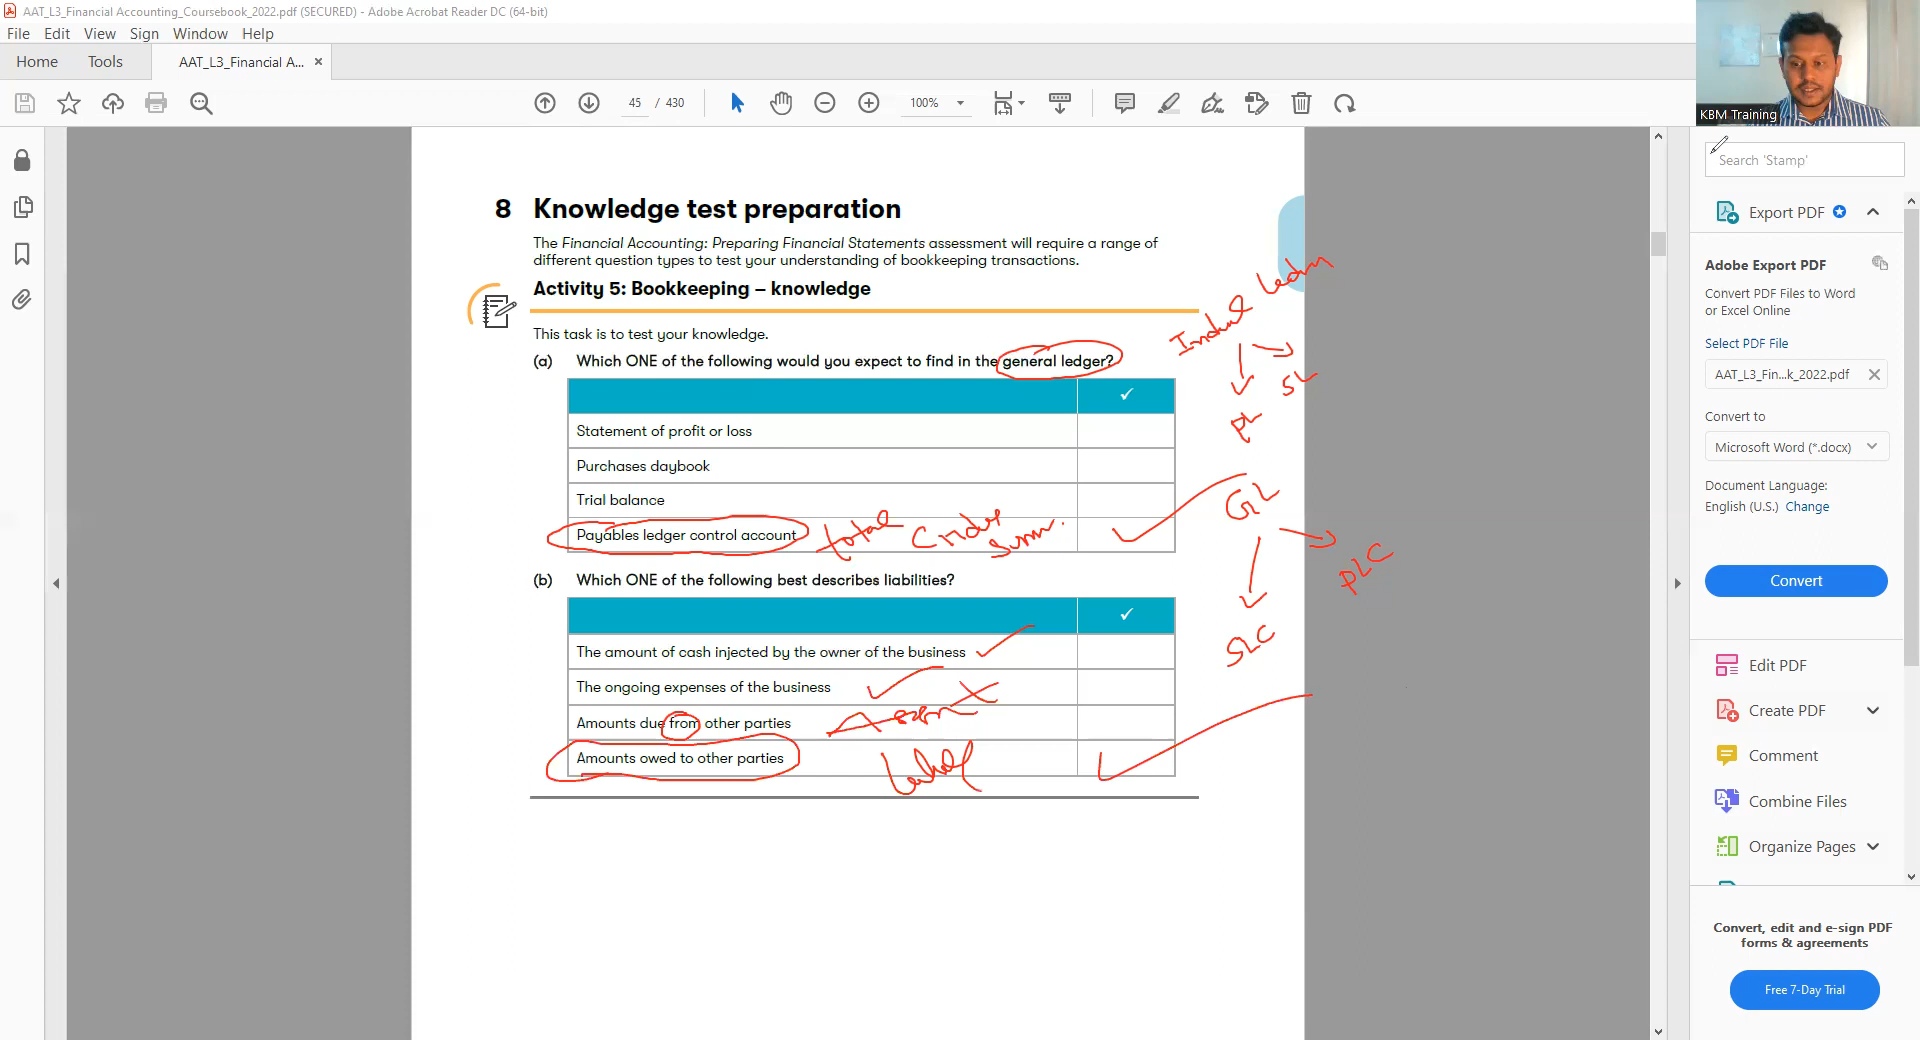 AAT_L3_Financial Accounting_Coursebook_2022.pdf (SECURED) - Adobe Acrobat Reader DC (64-bit)
File Edit View Sign Window Help
Home Tools AAT_L3_Financial A... ×
45 / 430 100%
KBM Training
Search 'Stamp'
8 Knowledge test preparation
The Financial Accounting: Preparing Financial Statements assessment will require a range of
different question types to test your understanding of bookkeeping transactions.
Activity 5: Bookkeeping – knowledge
This task is to test your knowledge.
(a) Which ONE of the following would you expect to find in the general ledger?
✓
Statement of profit or loss
Purchases daybook
Trial balance
Payables ledger control account
total
(b) Which ONE of the following best describes liabilities?
✓
The amount of cash injected by the owner of the business
The ongoing expenses of the business
Amounts due from other parties
Amounts owed to other parties
SL
PL
GL
PLC
SLC
Export PDF
Adobe Export PDF
Convert PDF Files to Word
or Excel Online
Select PDF File
AAT_L3_Fin...k_2022.pdf
Convert to
Microsoft Word (*.docx)
Document Language:
English (U.S.) Change
Convert
Edit PDF
Create PDF
Comment
Combine Files
Organize Pages
Convert, edit and e-sign PDF
forms & agreements
Free 7-Day Trial